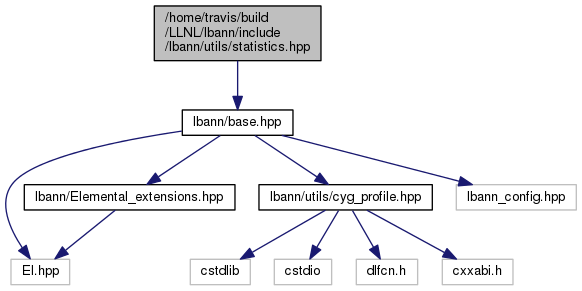 /home/travis/build
/LLNL/lbann/include
/lbann/utils/statistics.hpp
lbann/base.hpp
lbann/Elemental_extensions.hpp
lbann/utils/cyg_profile.hpp
lbann_config.hpp
El.hpp
cstdlib
cstdio
dlfcn.h
cxxabi.h